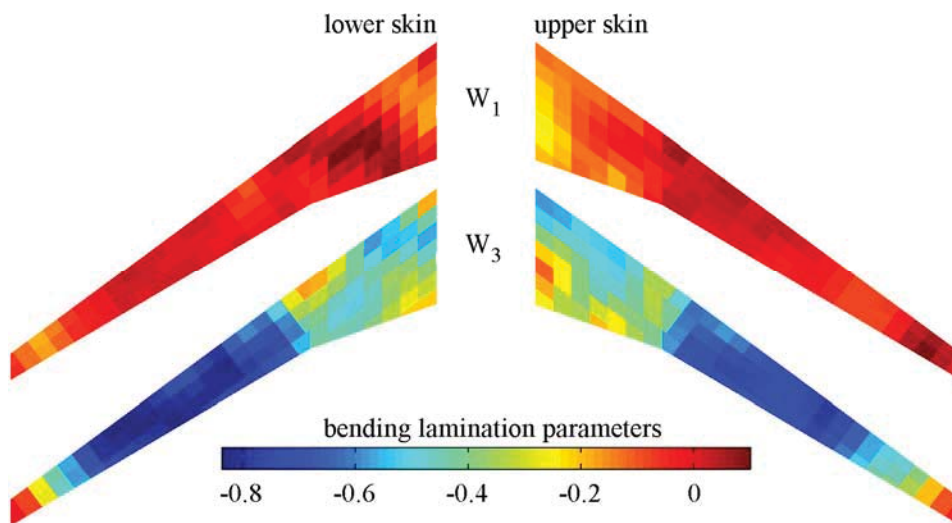 lower skin
upper skin
W1
W3
bending lamination parameters
-0.8 -0.6 -0.4 -0.2 0